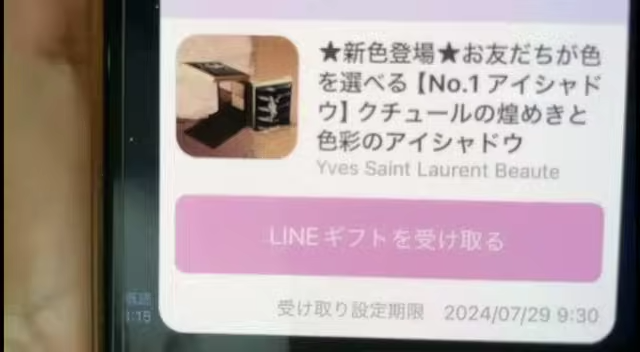 ★新色登場★お友だちが色
を選べる【No.1 アイシャド
ウ】クチュールの煌めきと
色彩のアイシャドウ
Yves Saint Laurent Beaute
LINEギフトを受け取る
受け取り設定期限 2024/07/29 9:30
既読